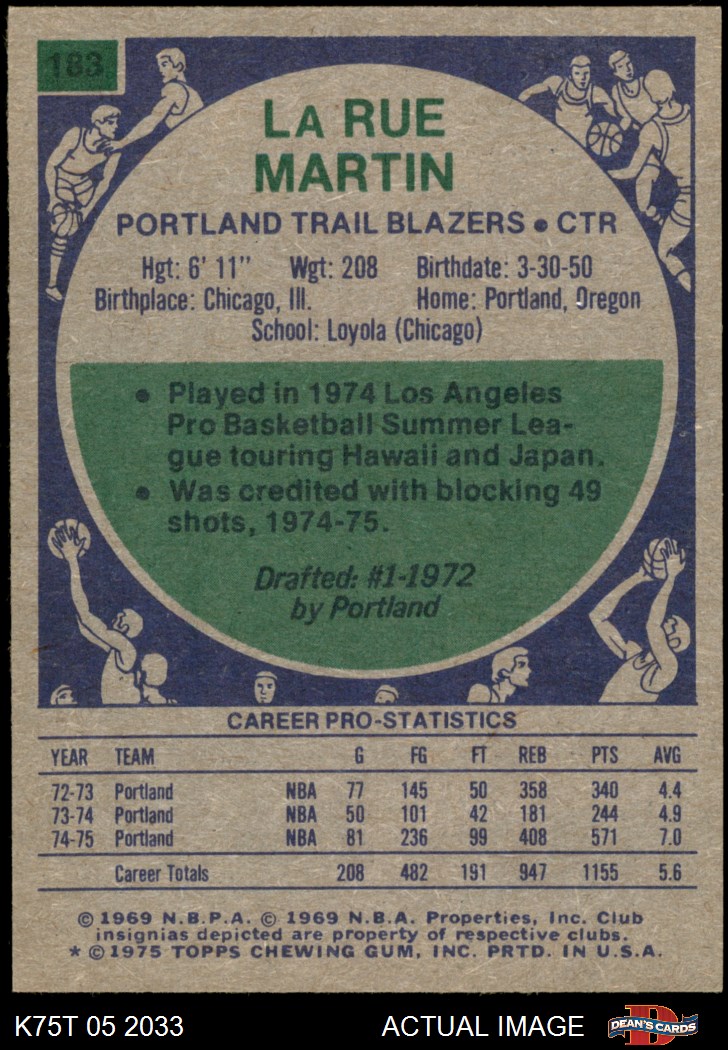 183
LA RUE
MARTIN
PORTLAND TRAIL BLAZERS • CTR
Hgt: 6' 11" Wgt: 208 Birthdate: 3-30-50
Birthplace: Chicago, Ill. Home: Portland, Oregon
School: Loyola (Chicago)
• Played in 1974 Los Angeles
Pro Basketball Summer Lea-
gue touring Hawaii and Japan.
• Was credited with blocking 49
shots, 1974-75.
Drafted: #1-1972
by Portland
CAREER PRO-STATISTICS
YEAR TEAM G FG FT REB PTS AVG
72-73 Portland NBA 77 145 50 358 340 4.4
73-74 Portland NBA 50 101 42 181 244 4.9
74-75 Portland NBA 81 236 99 408 571 7.0
Career Totals 208 482 191 947 1155 5.6
© 1969 N.B.P.A. © 1969 N.B.A. Properties, Inc. Club
insignias depicted are property of respective clubs.
* © 1975 TOPPS CHEWING GUM, INC. PRTD. IN U.S.A.
K75T 05 2033 ACTUAL IMAGE D DEAN'S CARDS